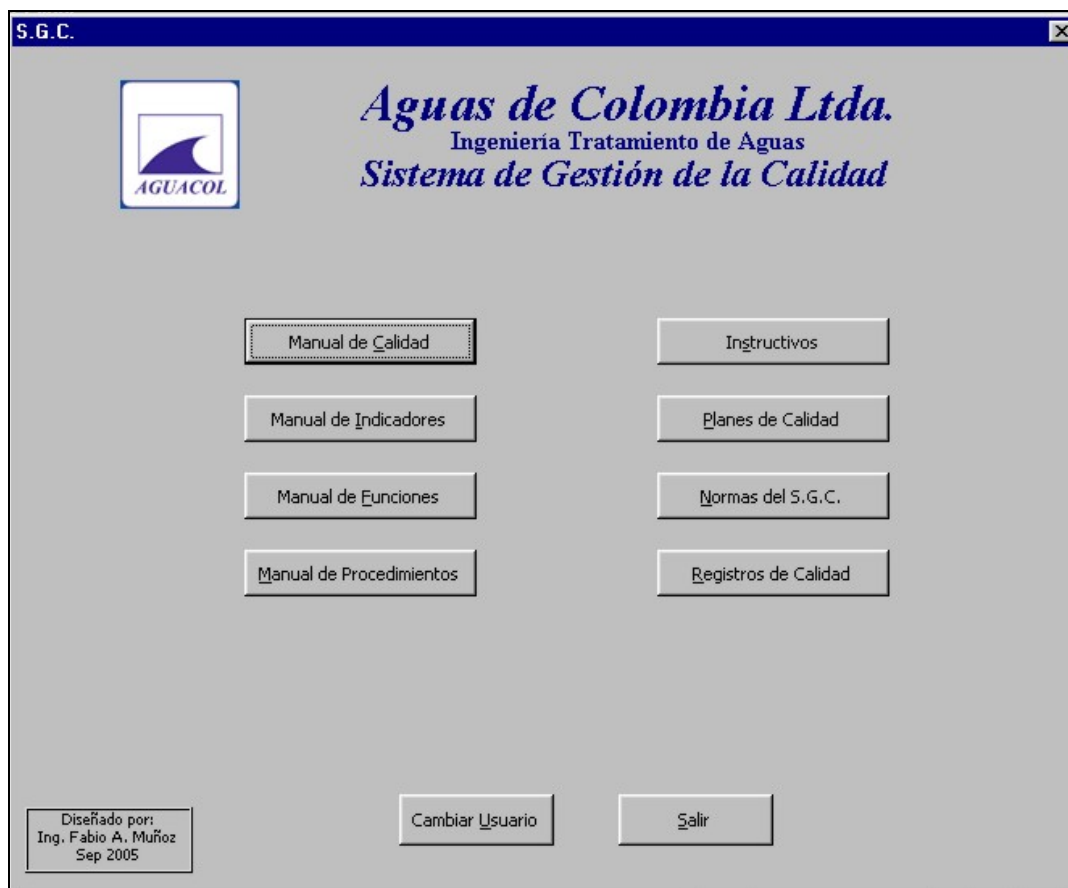 S.G.C.
AGUACOL
Aguas de Colombia Ltda.
Ingeniería Tratamiento de Aguas
Sistema de Gestión de la Calidad
Manual de Calidad
Instructivos
Manual de Indicadores
Planes de Calidad
Manual de Funciones
Normas del S.G.C.
Manual de Procedimientos
Registros de Calidad
Cambiar Usuario
Salir
Diseñado por:
Ing. Fabio A. Muñoz
Sep 2005